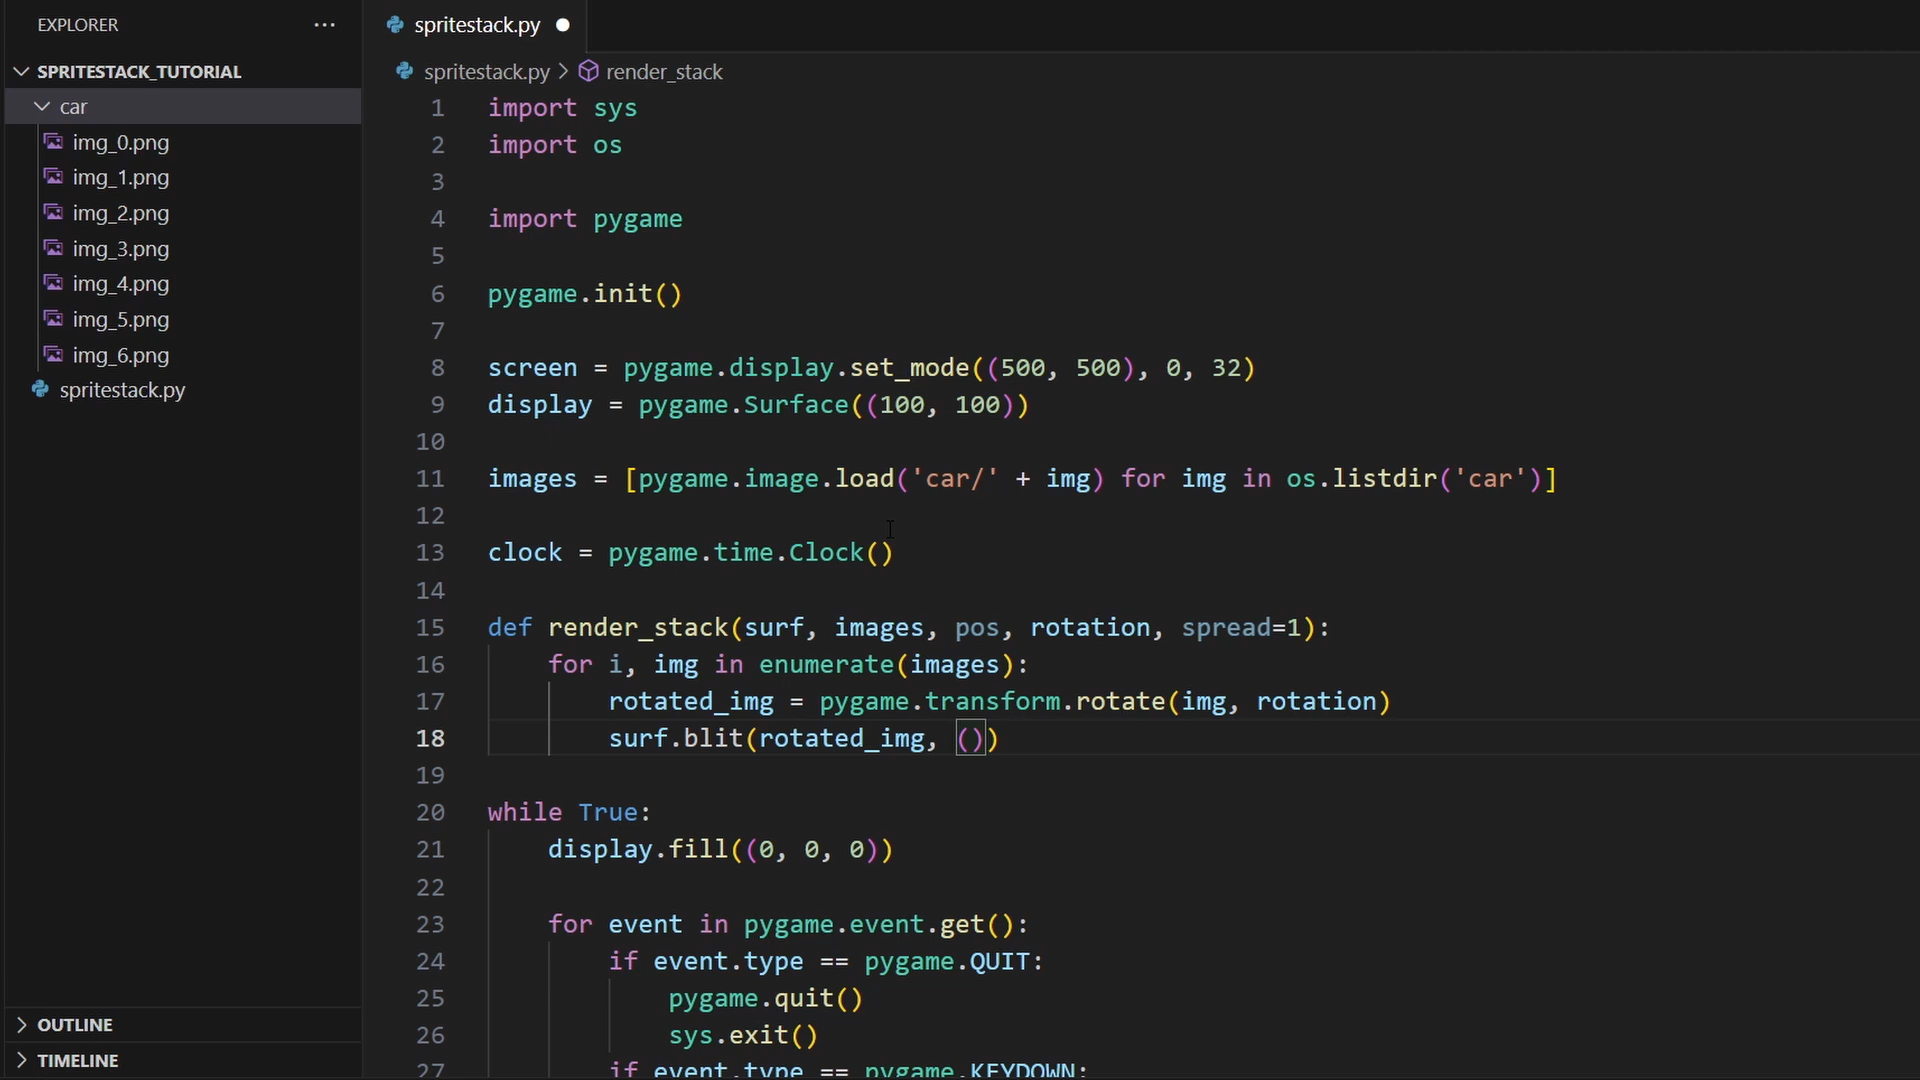 EXPLORER
SPRITESTACK_TUTORIAL
car
img_0.png
img_1.png
img_2.png
img_3.png
img_4.png
img_5.png
img_6.png
spritestack.py
OUTLINE
TIMELINE
spritestack.py
spritestack.py > render_stack
1 import sys
2 import os
3
4 import pygame
5
6 pygame.init()
7
8 screen = pygame.display.set_mode((500, 500), 0, 32)
9 display = pygame.Surface((100, 100))
10
11 images = [pygame.image.load('car/' + img) for img in os.listdir('car')]
12
13 clock = pygame.time.Clock()
14
15 def render_stack(surf, images, pos, rotation, spread=1):
16     for i, img in enumerate(images):
17         rotated_img = pygame.transform.rotate(img, rotation)
18         surf.blit(rotated_img, ())
19
20 while True:
21     display.fill((0, 0, 0))
22
23     for event in pygame.event.get():
24         if event.type == pygame.QUIT:
25             pygame.quit()
26             sys.exit()
27         if event.type == pygame.KEYDOWN: